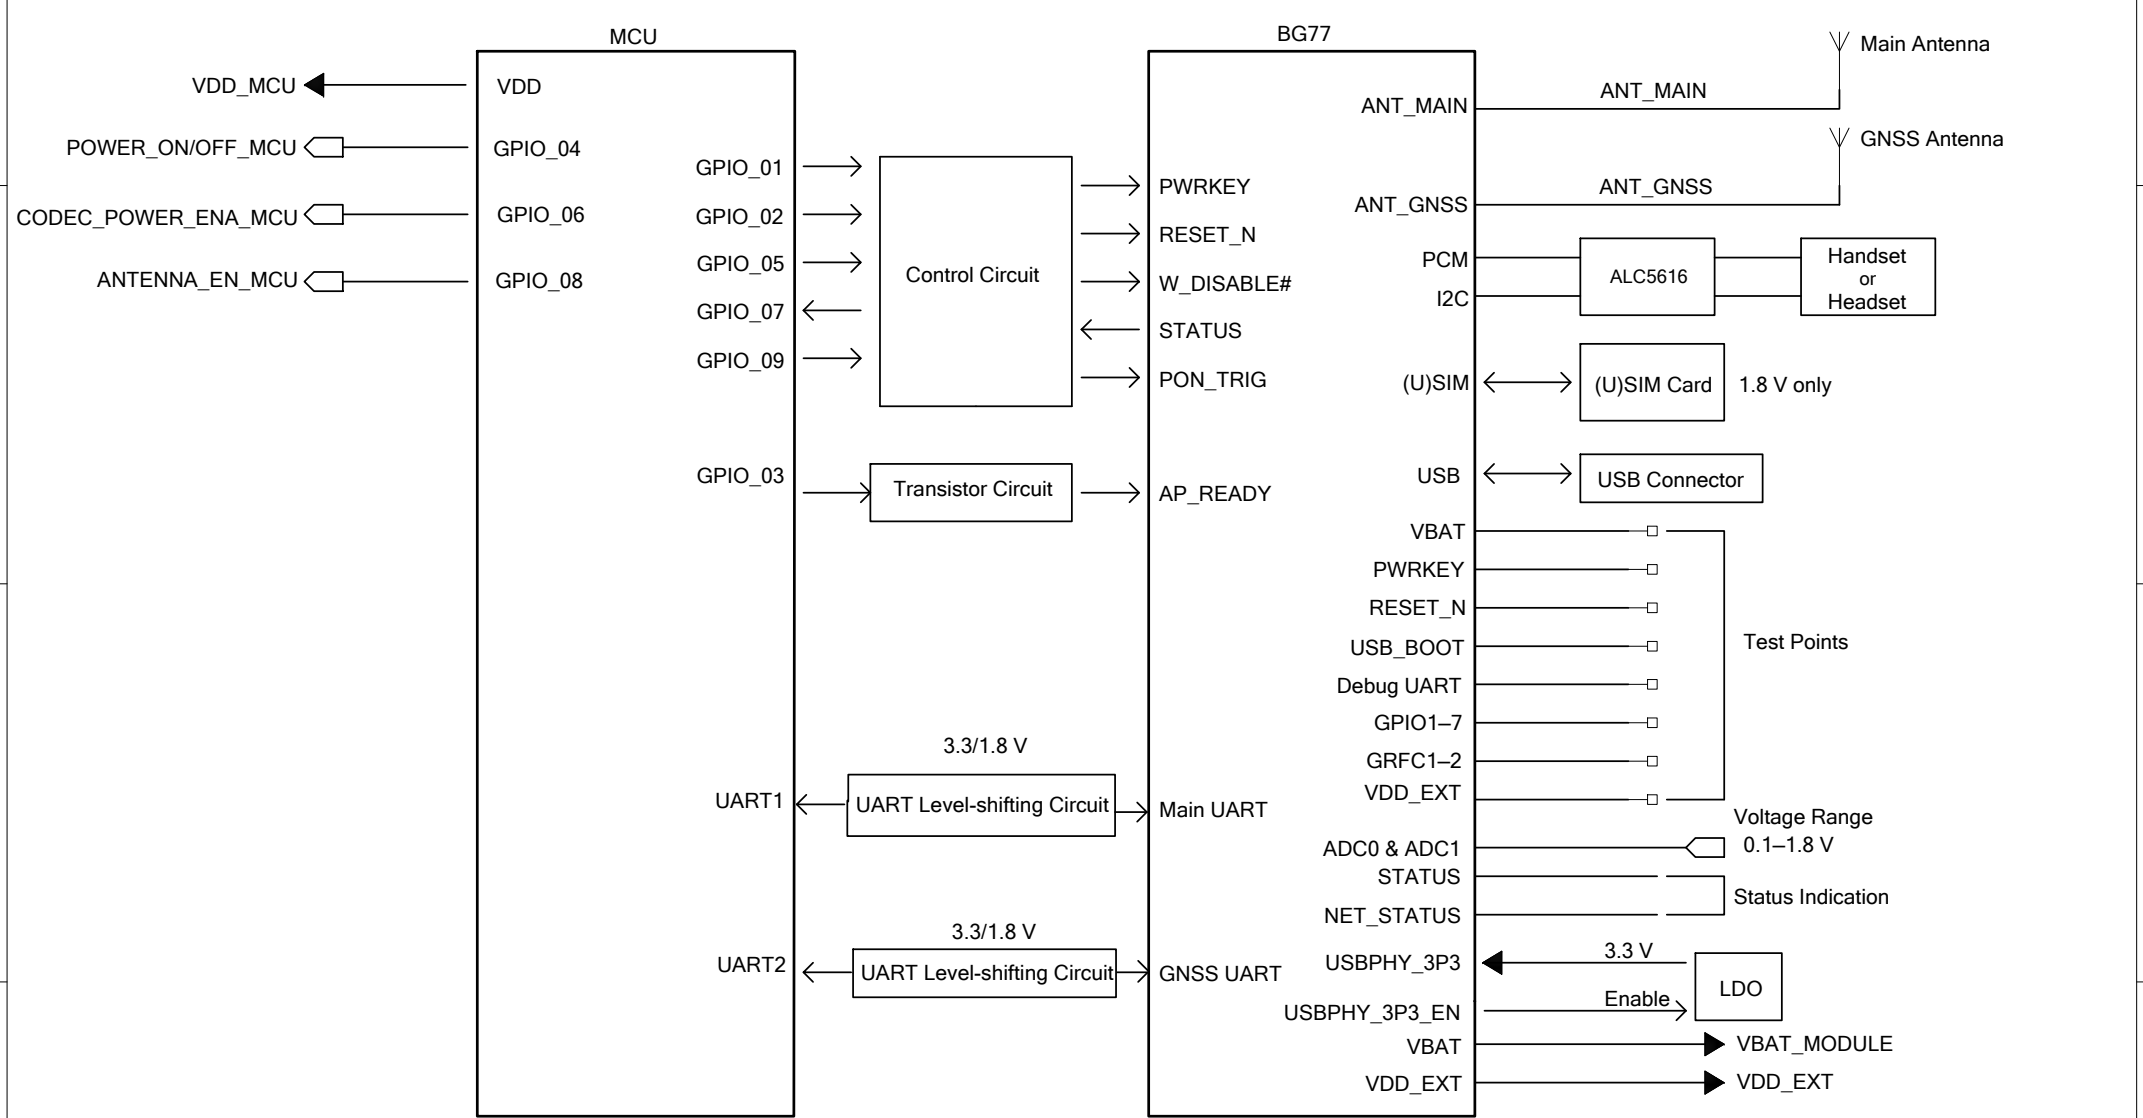 MCU
BG77
VDD_MCU
VDD
POWER_ON/OFF_MCU
GPIO_04
CODEC_POWER_ENA_MCU
GPIO_06
ANTENNA_EN_MCU
GPIO_08
GPIO_01
GPIO_02
GPIO_05
GPIO_07
GPIO_09
Control Circuit
PWRKEY
RESET_N
W_DISABLE#
STATUS
PON_TRIG
GPIO_03
Transistor Circuit
AP_READY
3.3/1.8 V
UART1
UART Level-shifting Circuit
Main UART
3.3/1.8 V
UART2
UART Level-shifting Circuit
GNSS UART
ANT_MAIN
ANT_MAIN
Main Antenna
ANT_GNSS
ANT_GNSS
GNSS Antenna
PCM
I2C
ALC5616
Handset
or
Headset
(U)SIM
(U)SIM Card
1.8 V only
USB
USB Connector
VBAT
PWRKEY
RESET_N
USB_BOOT
Debug UART
GPIO1–7
GRFC1–2
VDD_EXT
Test Points
ADC0 & ADC1
Voltage Range
0.1–1.8 V
STATUS
NET_STATUS
Status Indication
USBPHY_3P3
3.3 V
USBPHY_3P3_EN
Enable
LDO
VBAT
VBAT_MODULE
VDD_EXT
VDD_EXT